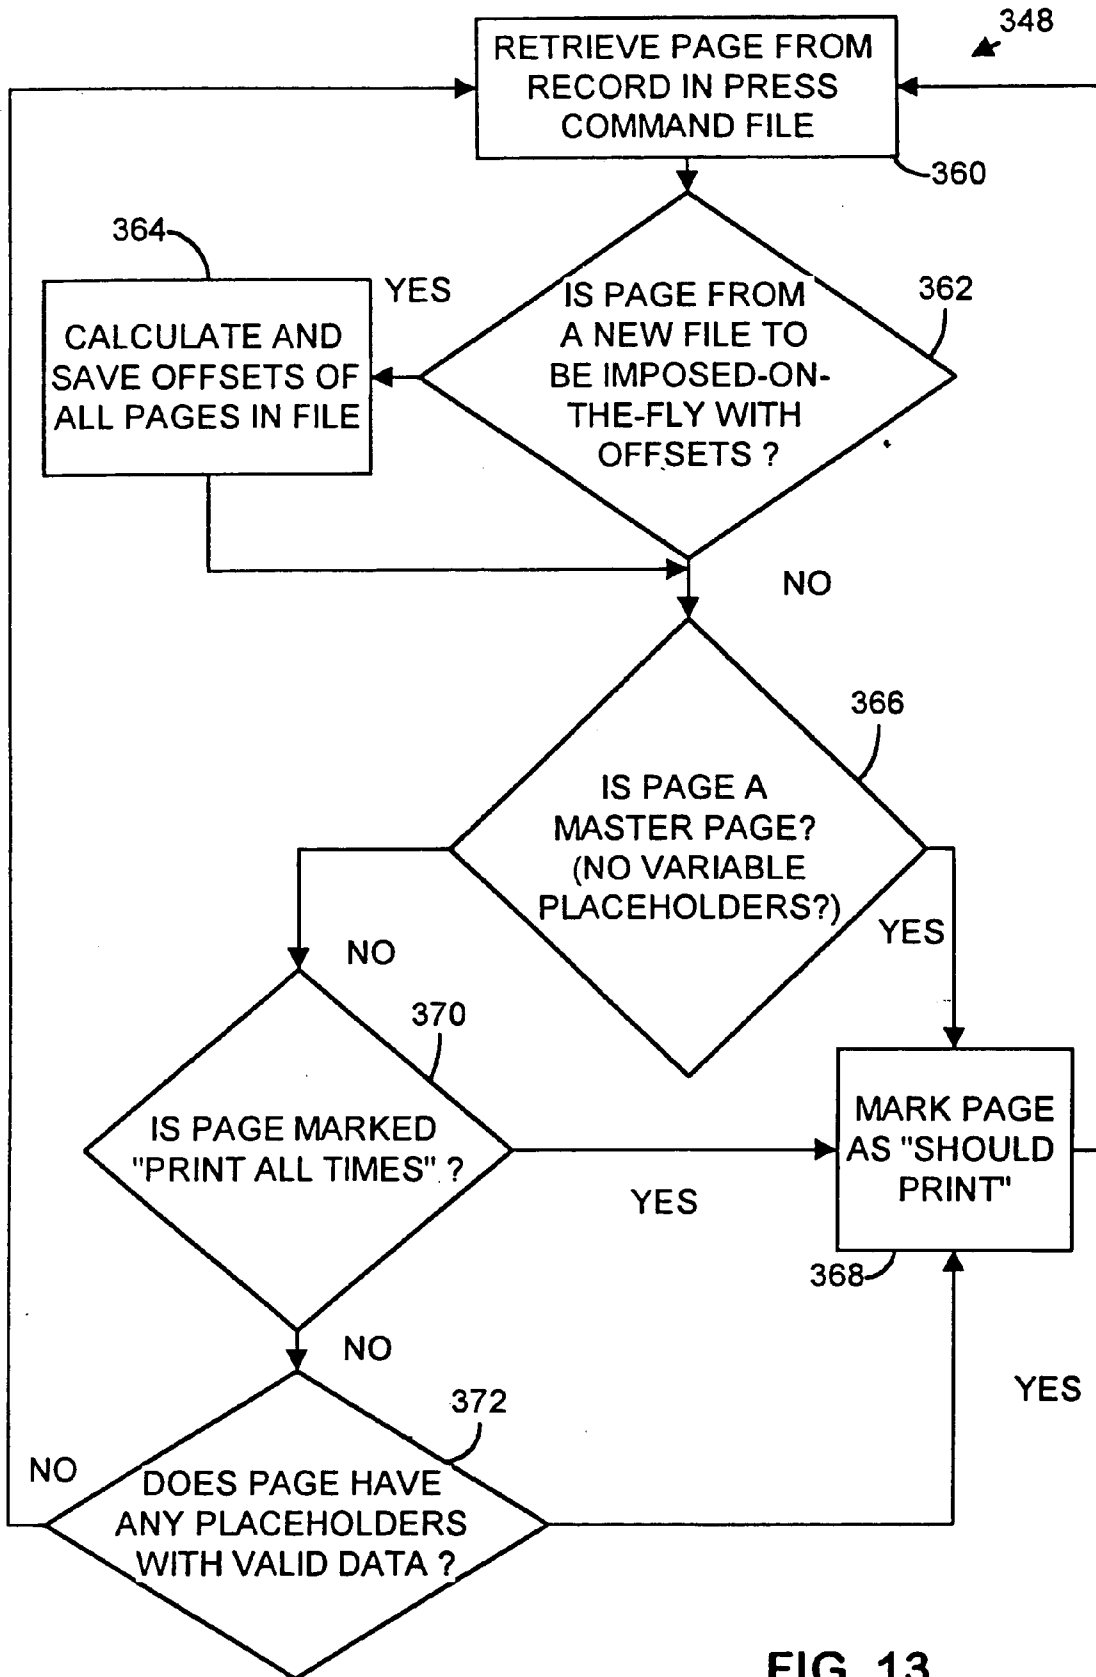 348
RETRIEVE PAGE FROM
RECORD IN PRESS
COMMAND FILE
360
364
YES
362
IS PAGE FROM
A NEW FILE TO
BE IMPOSED-ON-
THE-FLY WITH
OFFSETS ?
CALCULATE AND
SAVE OFFSETS OF
ALL PAGES IN FILE
NO
366
IS PAGE A
MASTER PAGE?
(NO VARIABLE
PLACEHOLDERS?)
YES
NO
370
IS PAGE MARKED
"PRINT ALL TIMES" ?
YES
MARK PAGE
AS "SHOULD
PRINT"
368
NO
YES
372
NO
DOES PAGE HAVE
ANY PLACEHOLDERS
WITH VALID DATA ?
FIG. 13